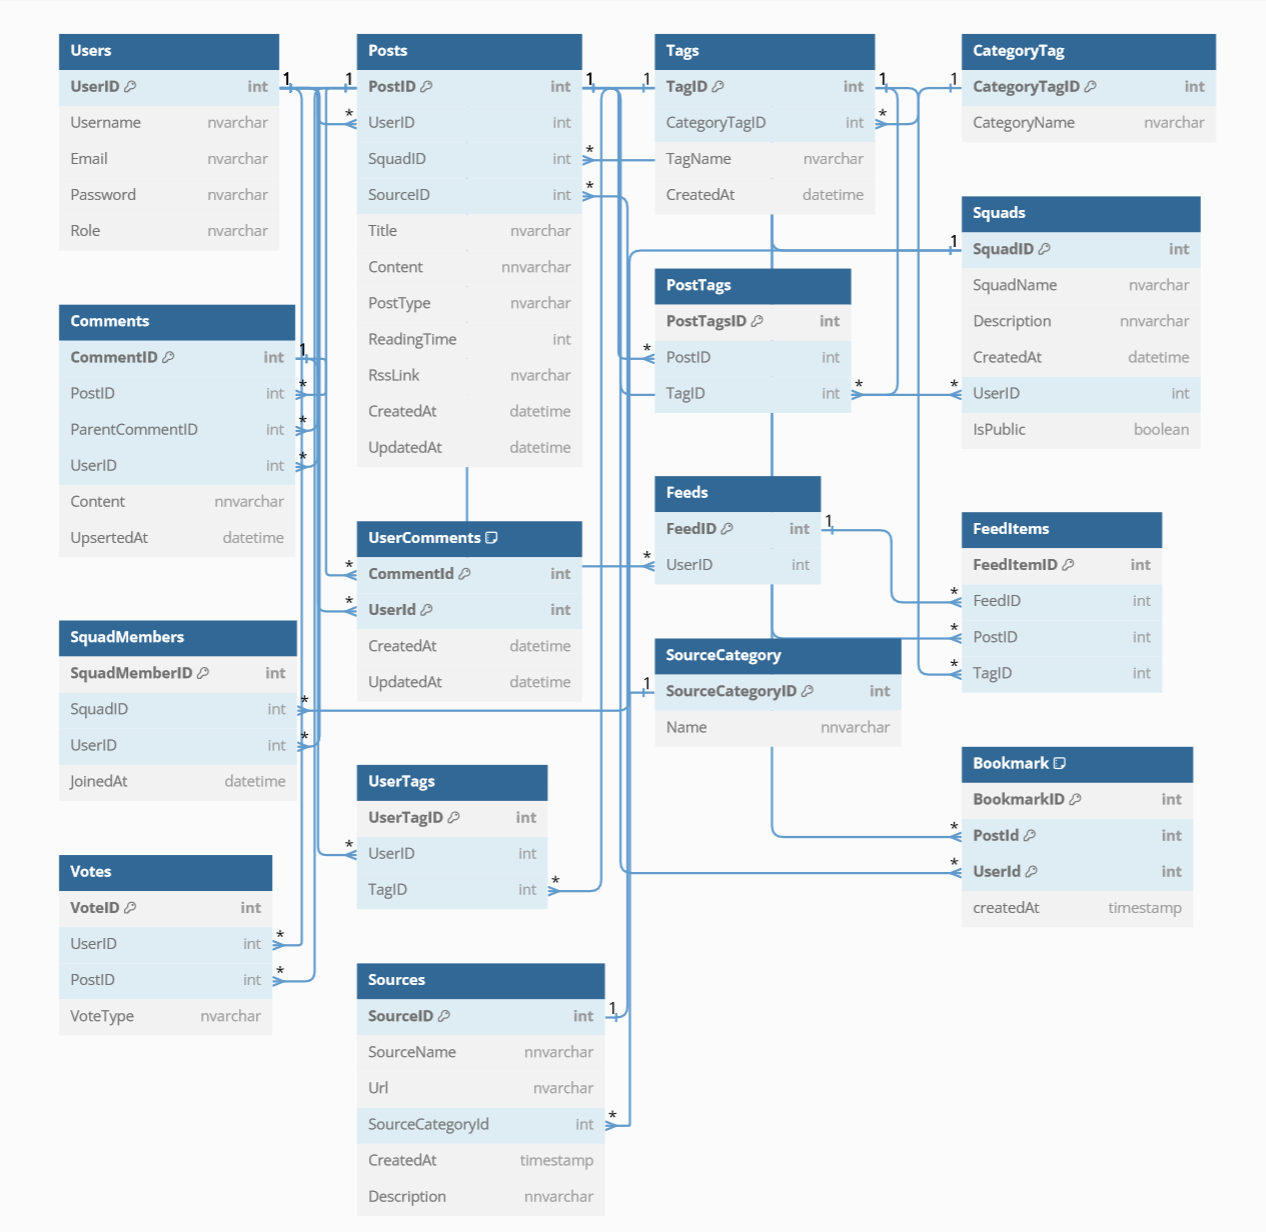 Users
UserID int
Username nvarchar
Email nvarchar
Password nvarchar
Role nvarchar
Comments
CommentID int
PostID int
ParentCommentID int
UserID int
Content nnvarchar
UpsertedAt datetime
SquadMembers
SquadMemberID int
SquadID int
UserID int
JoinedAt datetime
Votes
VoteID int
UserID int
PostID int
VoteType nvarchar
Posts
PostID int
UserID int
SquadID int
SourceID int
Title nvarchar
Content nnvarchar
PostType nvarchar
ReadingTime int
RssLink nvarchar
CreatedAt datetime
UpdatedAt datetime
UserComments
CommentId int
UserId int
CreatedAt datetime
UpdatedAt datetime
UserTags
UserTagID int
UserID int
TagID int
Sources
SourceID int
SourceName nnvarchar
Url nvarchar
SourceCategoryId int
CreatedAt timestamp
Description nnvarchar
Tags
TagID int
CategoryTagID int
TagName nvarchar
CreatedAt datetime
PostTags
PostTagsID int
PostID int
TagID int
Feeds
FeedID int
UserID int
SourceCategory
SourceCategoryID int
Name nnvarchar
CategoryTag
CategoryTagID int
CategoryName nvarchar
Squads
SquadID int
SquadName nvarchar
Description nnvarchar
CreatedAt datetime
UserID int
IsPublic boolean
FeedItems
FeedItemID int
FeedID int
PostID int
TagID int
Bookmark
BookmarkID int
PostId int
UserId int
createdAt timestamp
1
1
*
1
*
*
*
*
*
*
*
*
1
*
*
1
*
*
*
1
*
1
*
*
*
1
1
*
*
1
1
1
*
*
*
*
*
*